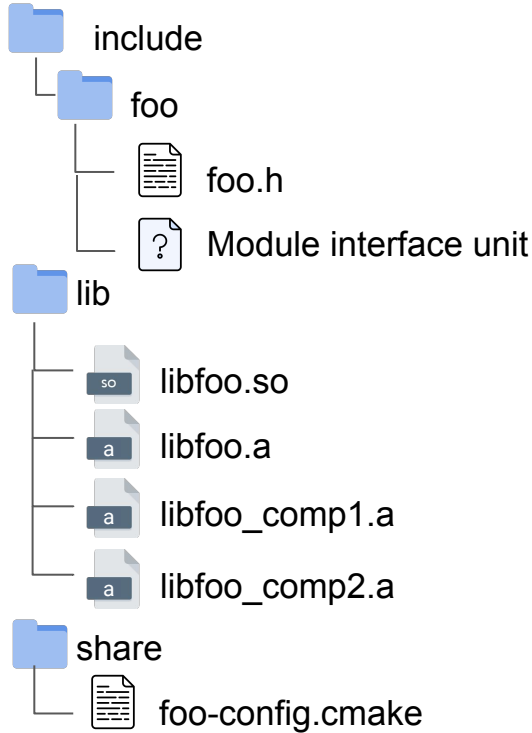 include
foo
foo.h
? Module interface unit
lib
so libfoo.so
a libfoo.a
a libfoo_comp1.a
a libfoo_comp2.a
share
foo-config.cmake